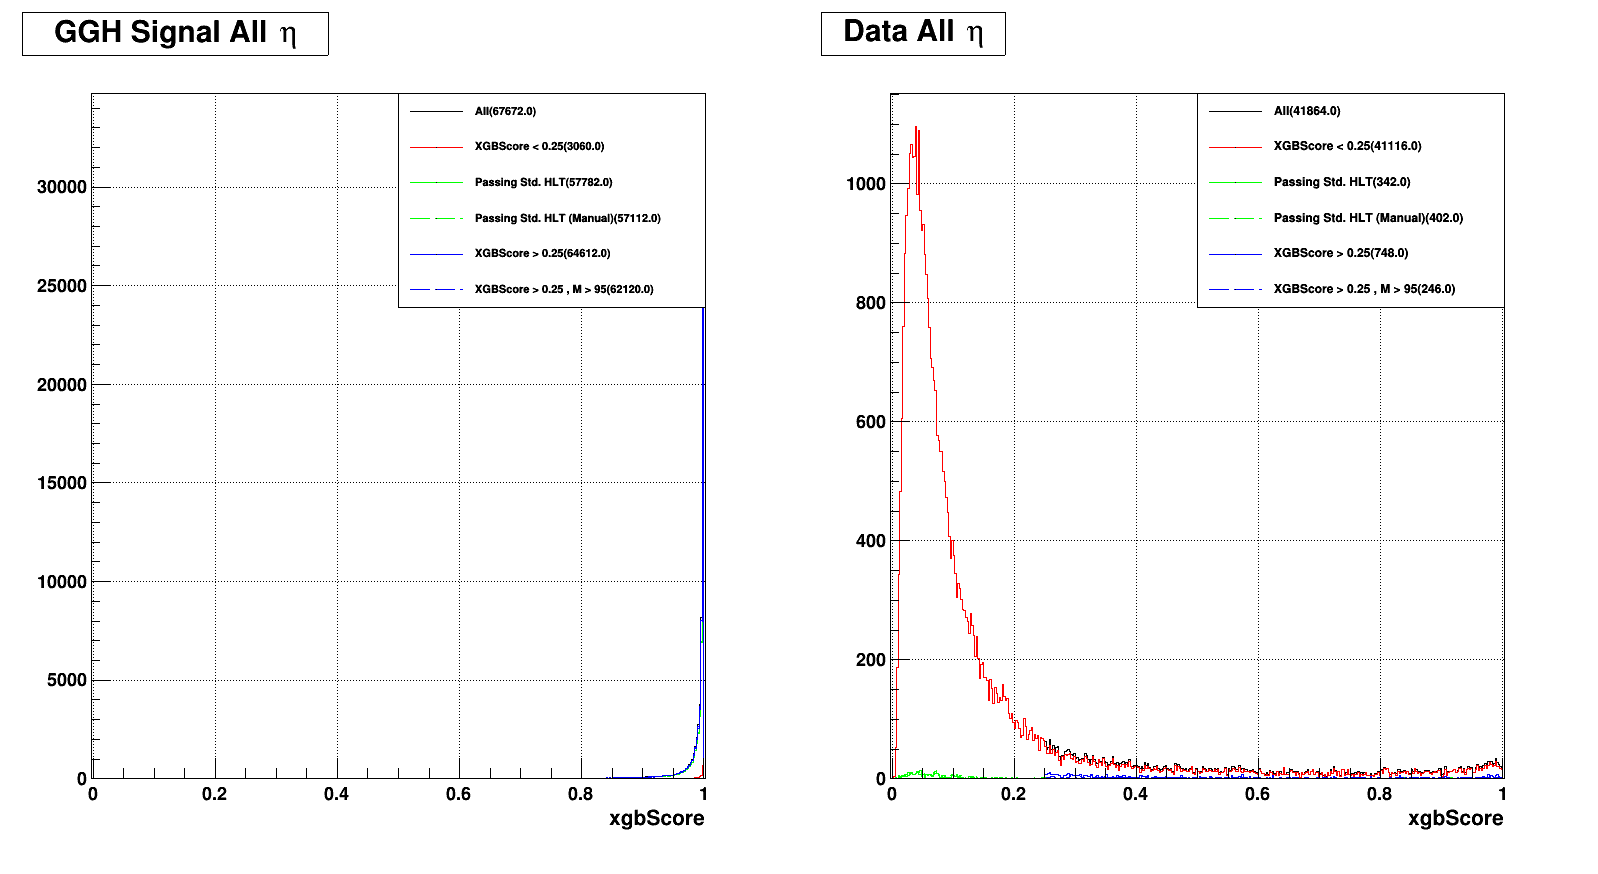 GGH Signal All η
All(67672.0)
XGBScore < 0.25(3060.0)
Passing Std. HLT(57782.0)
Passing Std. HLT (Manual)(57112.0)
XGBScore > 0.25(64612.0)
XGBScore > 0.25 , M > 95(62120.0)
30000
25000
20000
15000
10000
5000
0
0 0.2 0.4 0.6 0.8 1
xgbScore
Data All η
All(41864.0)
XGBScore < 0.25(41116.0)
Passing Std. HLT(342.0)
Passing Std. HLT (Manual)(402.0)
XGBScore > 0.25(748.0)
XGBScore > 0.25 , M > 95(246.0)
1000
800
600
400
200
0
0 0.2 0.4 0.6 0.8 1
xgbScore